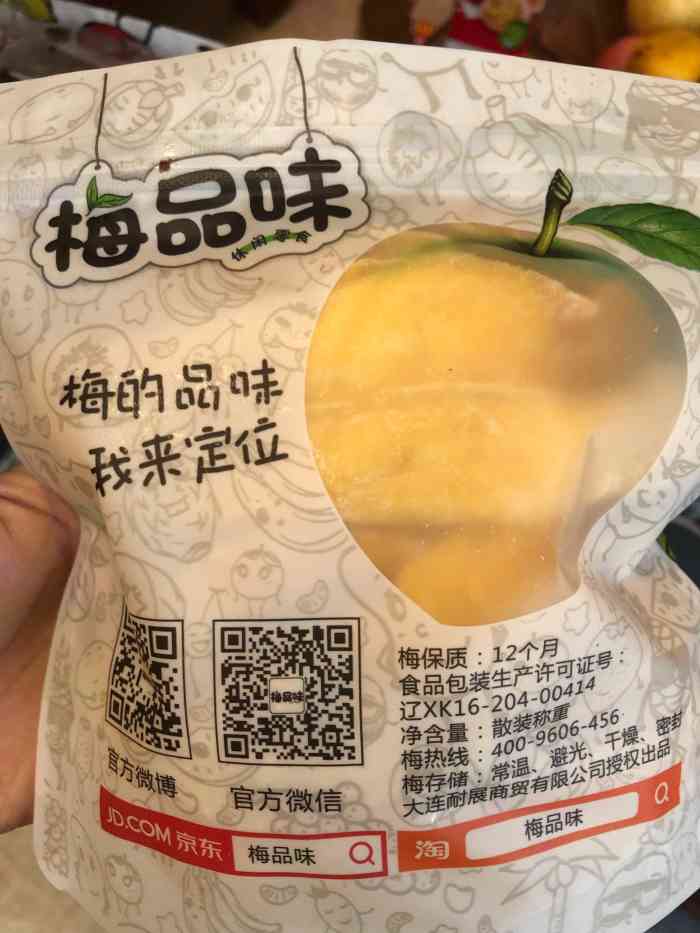 梅品味
休闲零食
梅的品味
我来定位
梅品味
官方微博
官方微信
梅保质：12个月
食品包装生产许可证号：
辽XK16-204-00414
净含量：散装称重
梅热线：400-9606-456
梅存储：常温、避光、干燥、密封
大连耐展商贸有限公司授权出品
JD.COM 京东
梅品味
淘
梅品味